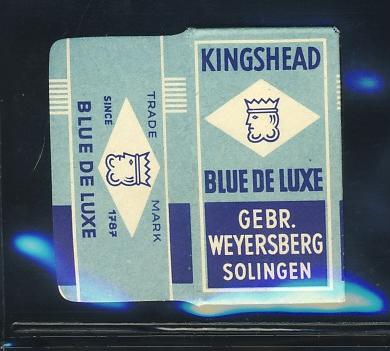 KINGSHEAD
BLUE DE LUXE
GEBR.
WEYERSBERG
SOLINGEN
TRADE MARK
SINCE 1787
BLUE DE LUXE